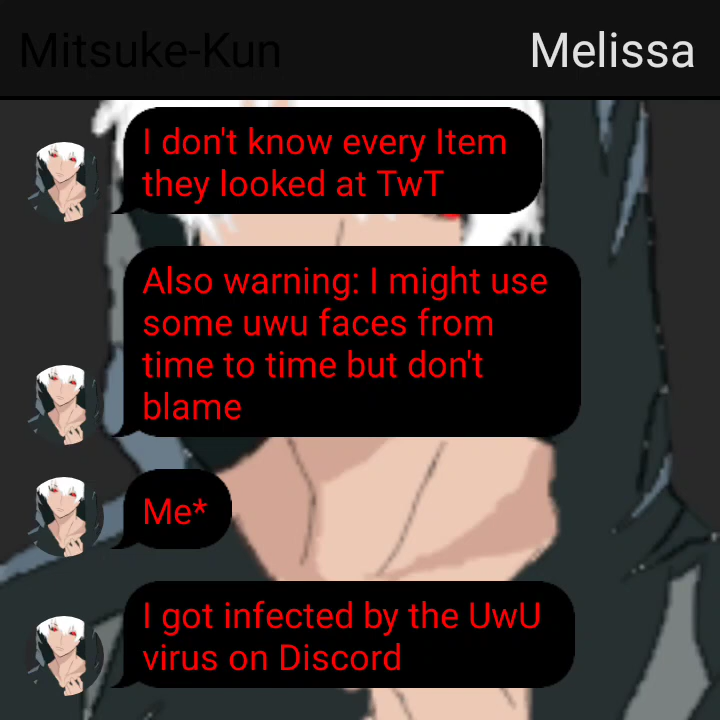 Mitsuke-Kun
Melissa
I don't know every Item
they looked at TwT
Also warning: I might use
some uwu faces from
time to time but don't
blame
Me*
I got infected by the UwU
virus on Discord